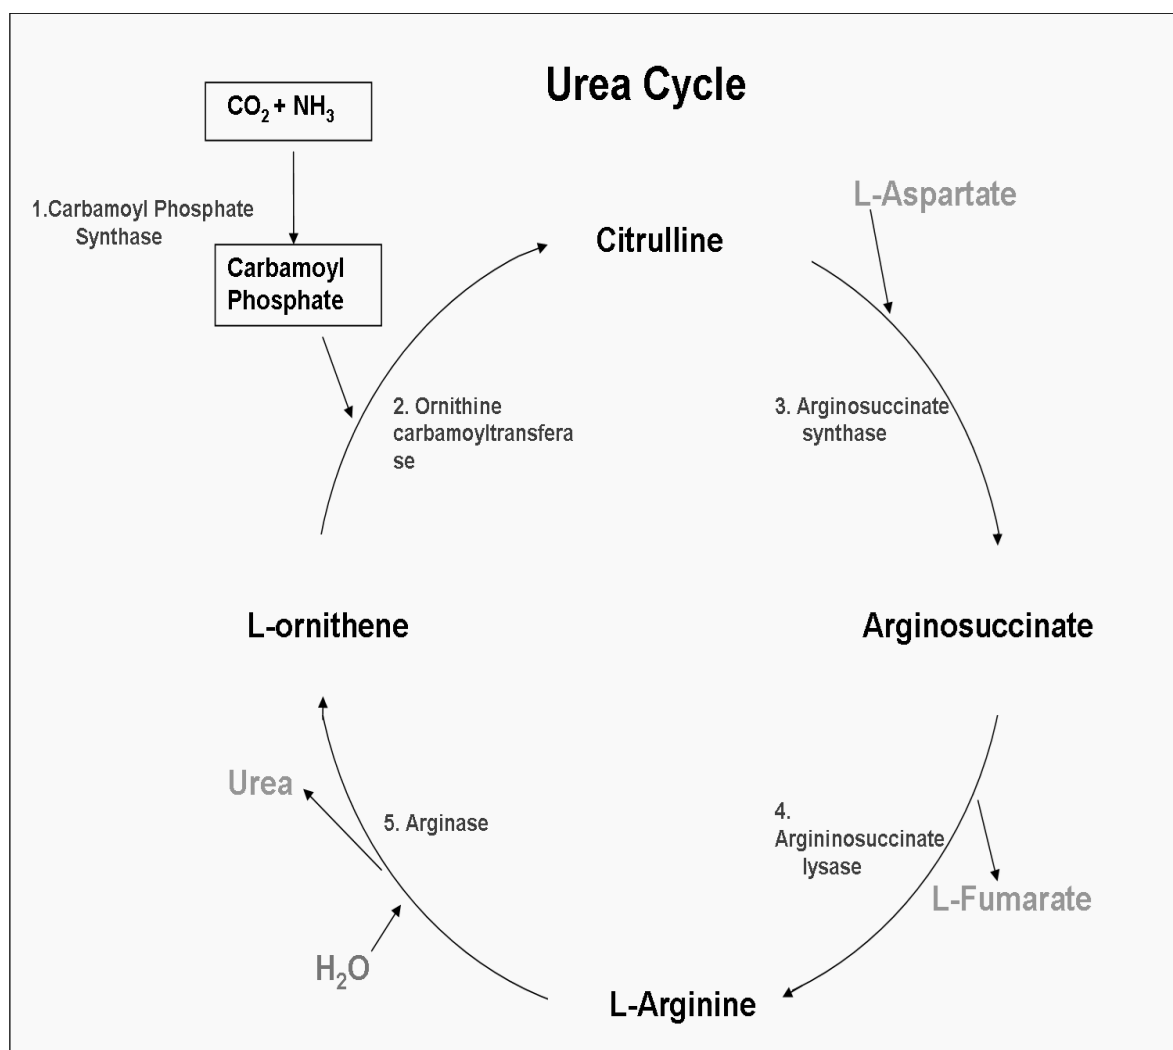 Urea Cycle
CO₂ + NH₃
1.Carbamoyl Phosphate
Synthase
Carbamoyl
Phosphate
L-Aspartate
Citrulline
2. Ornithine
carbamoyltransfera
se
3. Arginosuccinate
synthase
L-ornithene
Arginosuccinate
Urea
5. Arginase
4.
Argininosuccinate
lysase
L-Fumarate
H₂O
L-Arginine